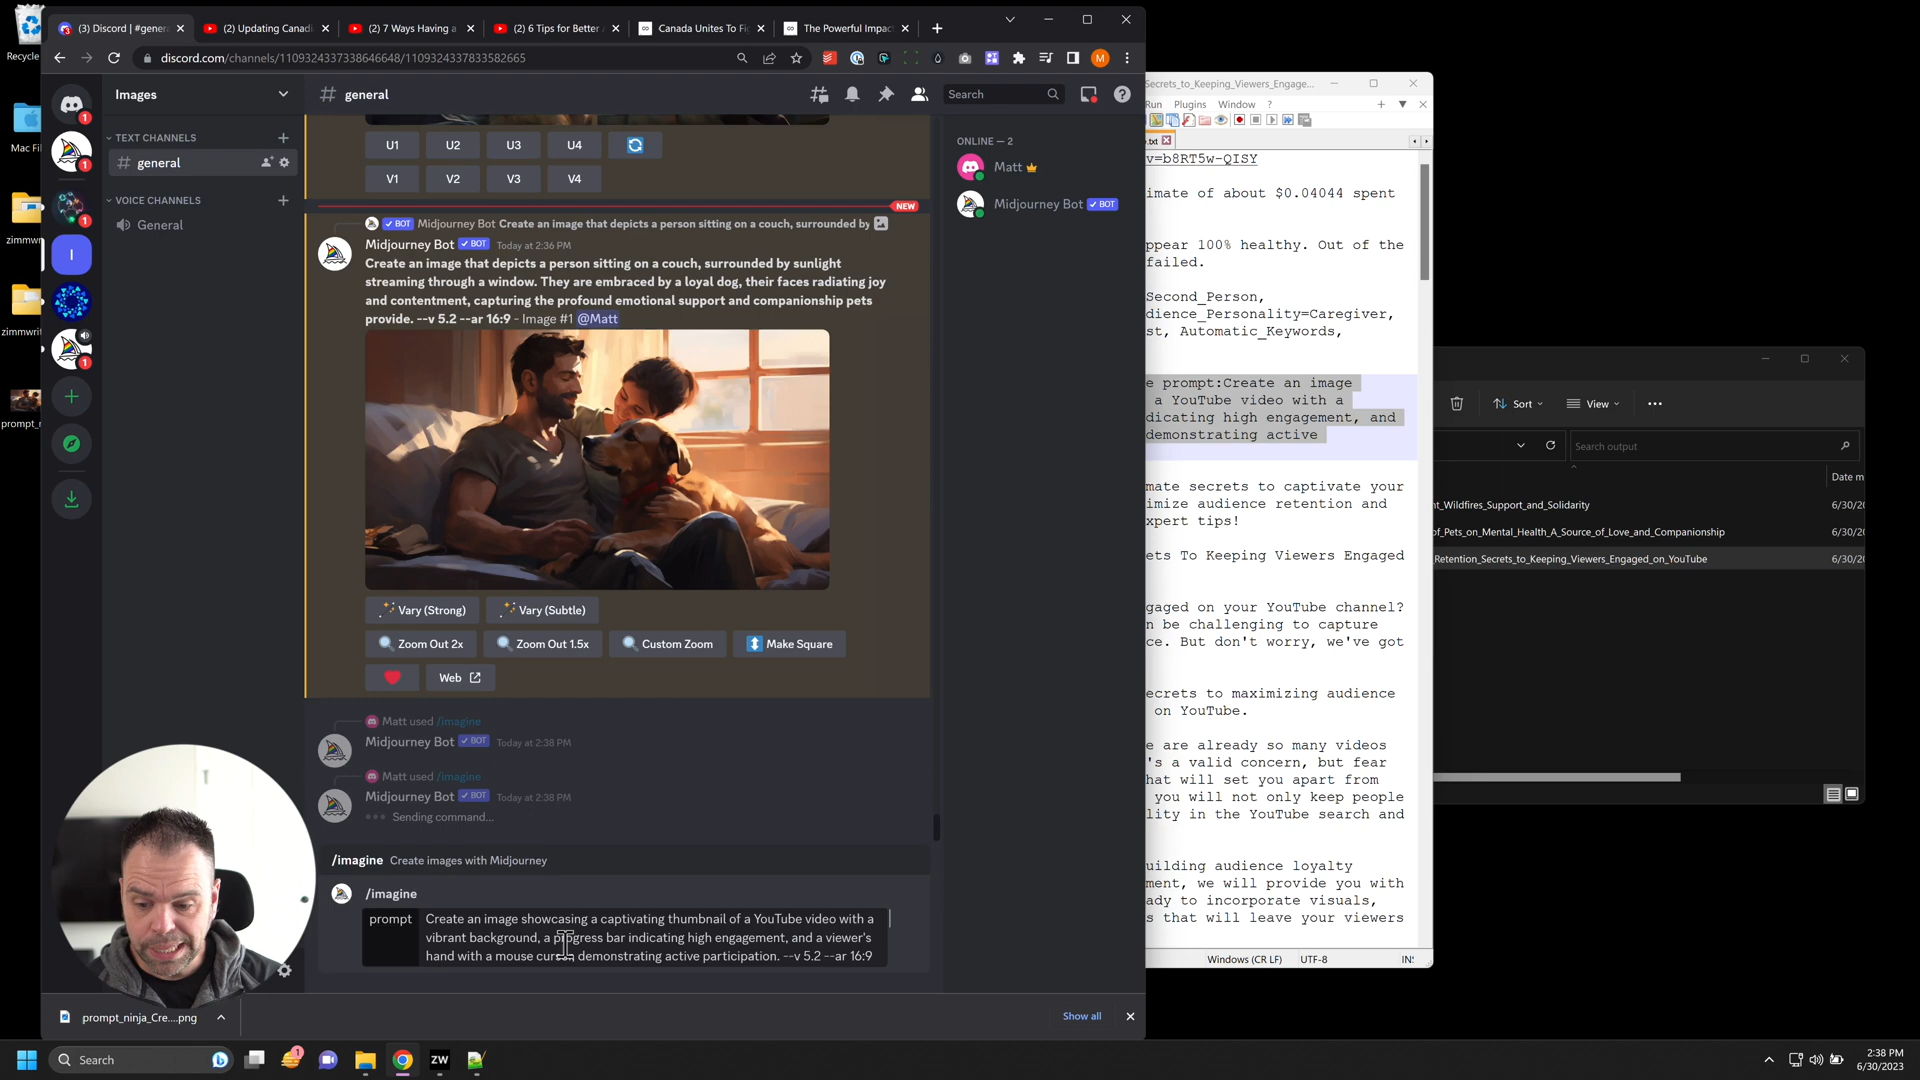 Recycle
Mac Fil
zimmwr
zimmwrit
prompt_n
(3) Discord | #gener
(2) Updating Canadi
(2) 7 Ways Having a
(2) 6 Tips for Better
Canada Unites To Fi
The Powerful Impac
discord.com/channels/1109324337338646648/1109324337833582665
M
Images
# general
Search
TEXT CHANNELS
general
VOICE CHANNELS
General
I
U1 U2 U3 U4
V1 V2 V3 V4
NEW
BOT Midjourney Bot Create an image that depicts a person sitting on a couch, surrounded by
Midjourney Bot BOT Today at 2:36 PM
Create an image that depicts a person sitting on a couch, surrounded by sunlight
streaming through a window. They are embraced by a loyal dog, their faces radiating joy
and contentment, capturing the profound emotional support and companionship pets
provide. --v 5.2 --ar 16:9 - Image #1 @Matt
Vary (Strong) Vary (Subtle)
Zoom Out 2x Zoom Out 1.5x Custom Zoom Make Square
Web
Matt used /imagine
Midjourney Bot BOT Today at 2:38 PM
Matt used /imagine
Midjourney Bot BOT Today at 2:38 PM
Sending command...
/imagine Create images with Midjourney
/imagine
prompt Create an image showcasing a captivating thumbnail of a YouTube video with a
vibrant background, a progress bar indicating high engagement, and a viewer's
hand with a mouse cursor, demonstrating active participation. --v 5.2 --ar 16:9
ONLINE — 2
Matt
Midjourney Bot BOT
prompt_ninja_Cre....png
Show all
Secrets_to_Keeping_Viewers_Engage...
Run Plugins Window ?
.txt
v=b8RT5w-QISY
imate of about $0.04044 spent
ppear 100% healthy. Out of the
failed.
Second_Person,
dience_Personality=Caregiver,
st, Automatic_Keywords,
e prompt:Create an image
a YouTube video with a
dicating high engagement, and
demonstrating active
mate secrets to captivate your
imize audience retention and
xpert tips!
ets To Keeping Viewers Engaged
gaged on your YouTube channel?
n be challenging to capture
ce. But don't worry, we've got
ecrets to maximizing audience
on YouTube.
e are already so many videos
's a valid concern, but fear
hat will set you apart from
you will not only keep people
lity in the YouTube search and
uilding audience loyalty
ment, we will provide you with
ady to incorporate visuals,
s that will leave your viewers
Windows (CR LF) UTF-8 INS
Sort View
Search output
Date m
nt_Wildfires_Support_and_Solidarity 6/30/20
of_Pets_on_Mental_Health_A_Source_of_Love_and_Companionship 6/30/20
Retention_Secrets_to_Keeping_Viewers_Engaged_on_YouTube 6/30/20
Search
ZW
2:38 PM
6/30/2023